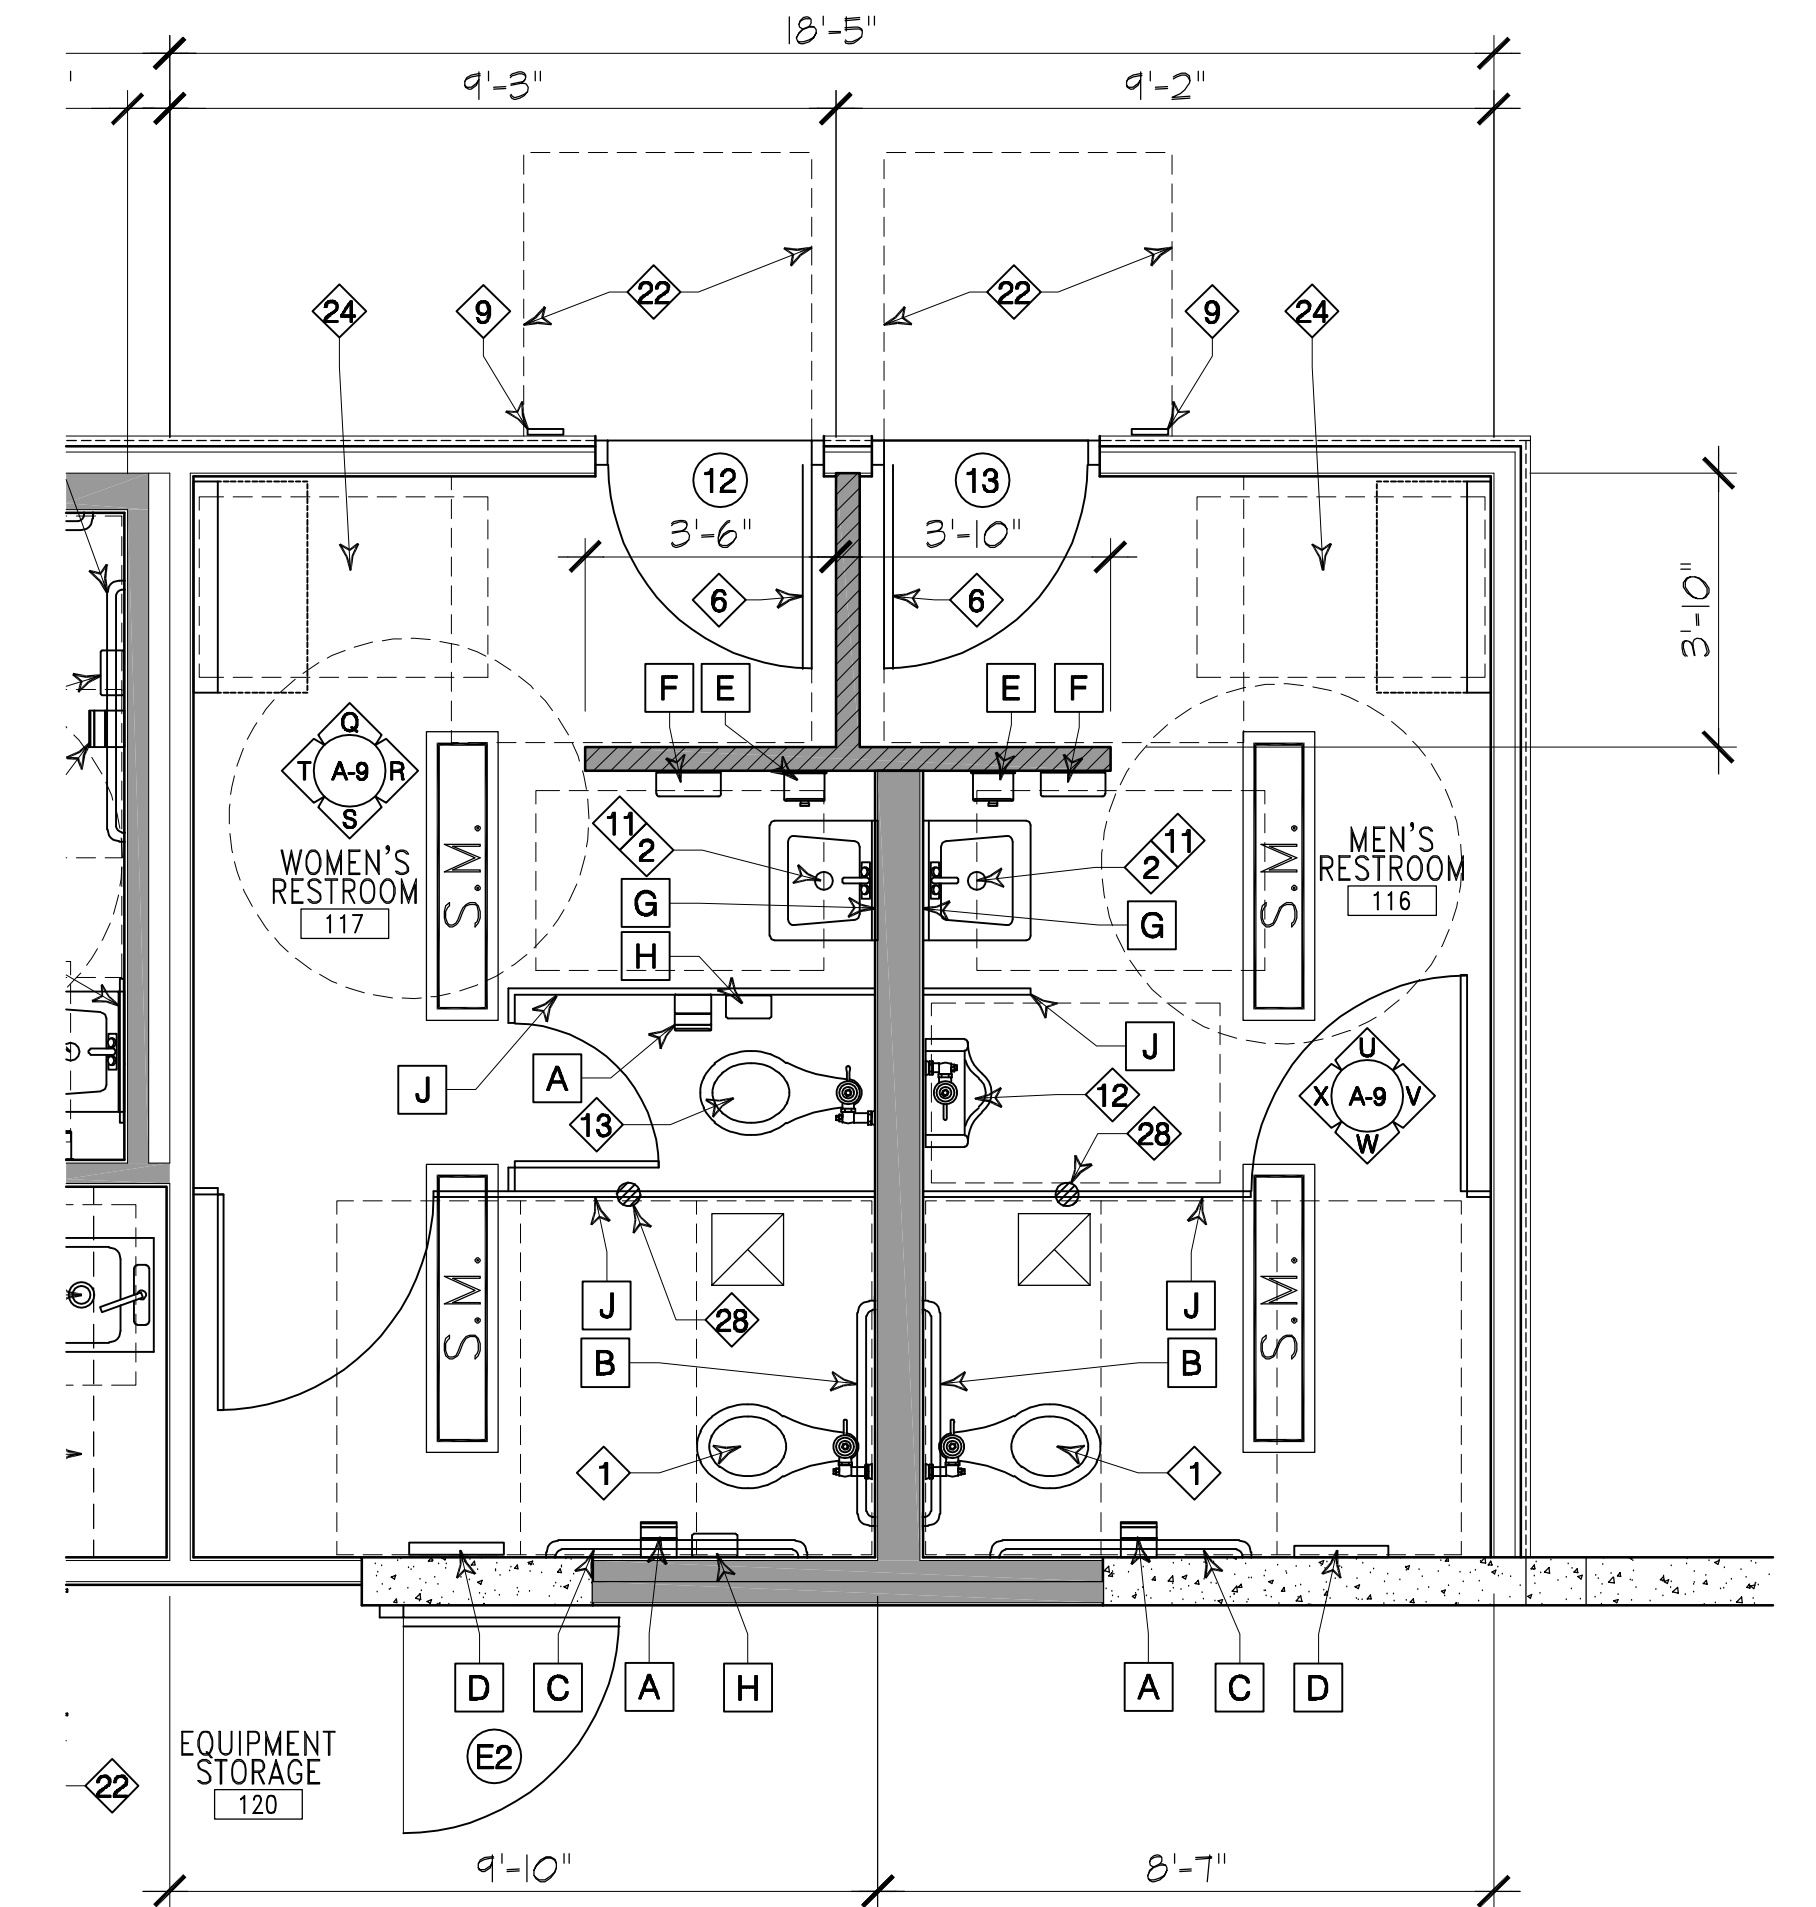 18'-5"
'
9'-3"
9'-2"
22
22
24
9
9
24
12
13
3'-6"
3'-10"
6
6
3'-10"
F
E
E
F
Q
T
A-9
R
S
11
2
11
2
S.M.
S.M.
WOMEN'S
RESTROOM
117
MEN'S
RESTROOM
116
G
G
H
J
J
A
12
13
28
U
X
A-9
V
W
J
28
J
S.M.
S.M.
B
B
1
1
D
C
A
H
A
C
D
EQUIPMENT
STORAGE
120
E2
22
9'-10"
8'-7"